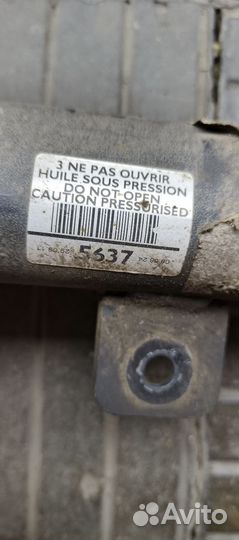 3 NE PAS OUVRIR
HUILE SOUS PRESSION
DO NOT OPEN
CAUTION PRESSURISED
5637
Avito